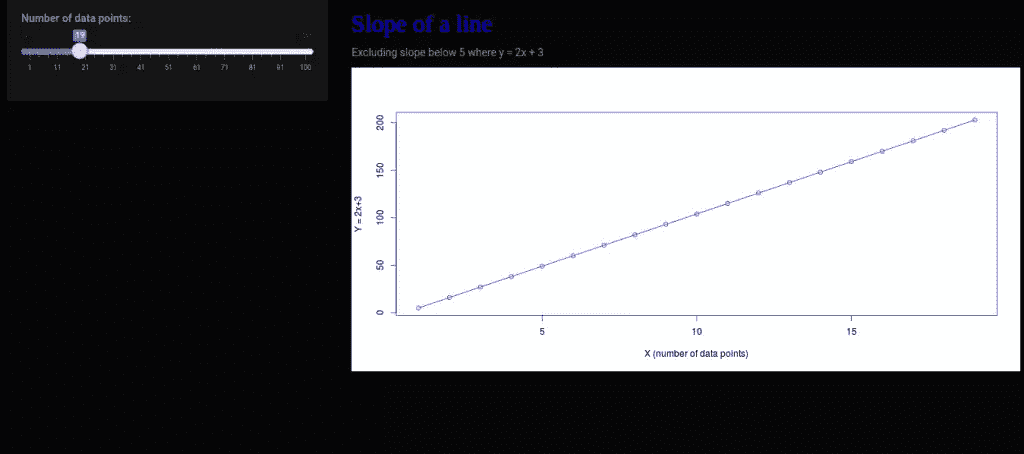 Number of data points:
19
1 11 21 31 41 51 61 71 81 91 100
Slope of a line
Excluding slope below 5 where y = 2x + 3
Y = 2x+3
200
150
100
50
0
5 10 15
X (number of data points)